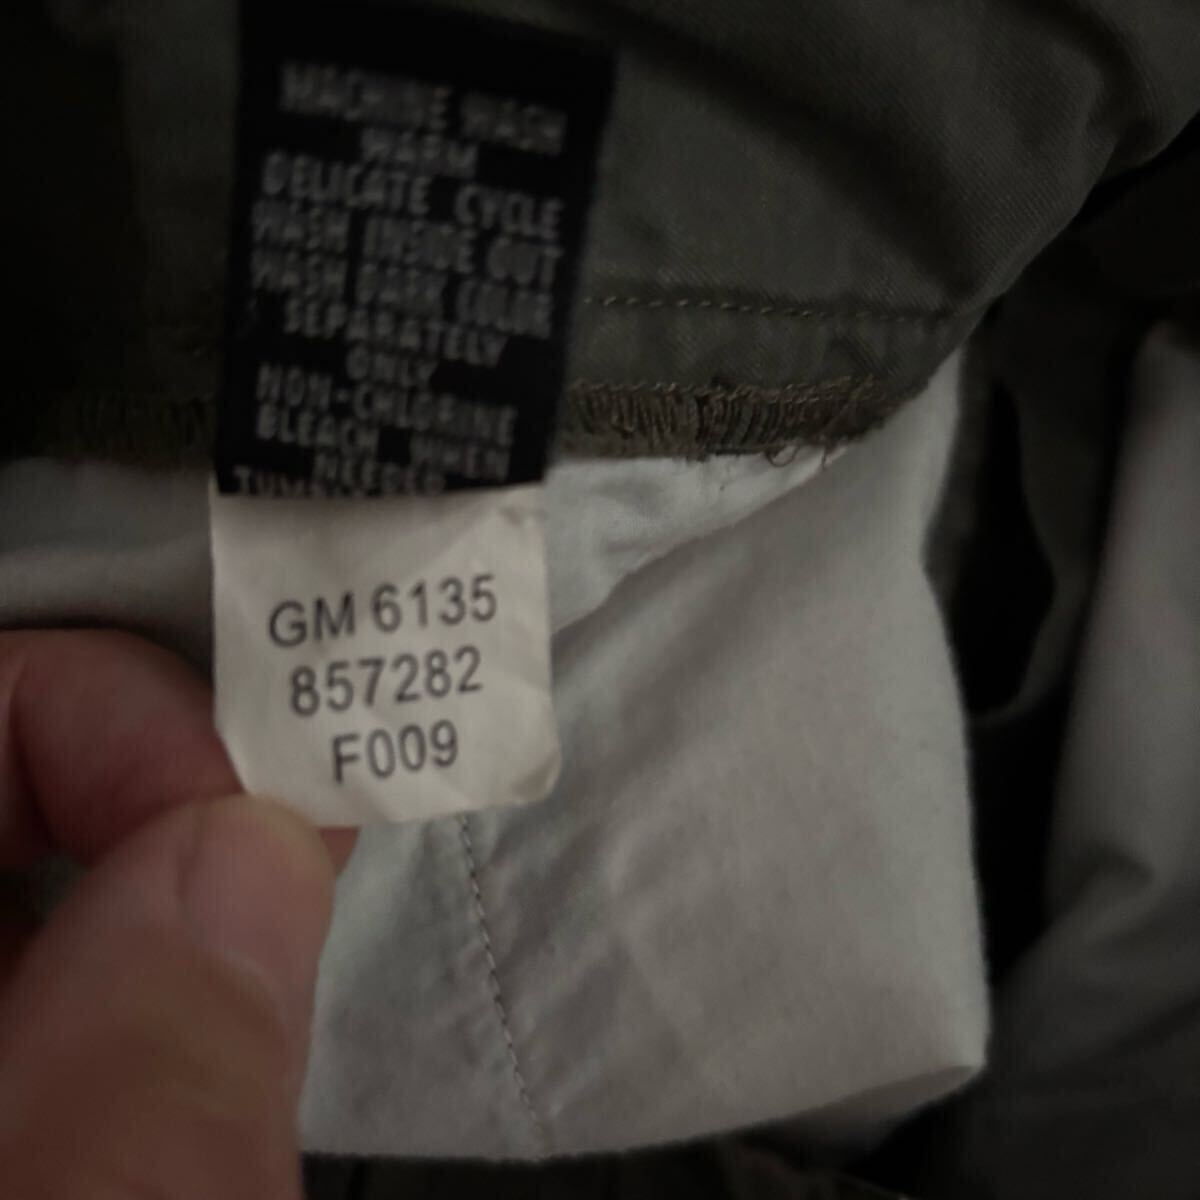 MACHINE WASH
WARM
DELICATE CYCLE
WASH INSIDE OUT
WASH DARK COLOR
SEPARATELY
ONLY
NON-CHLORINE
BLEACH WHEN
NEEDED
GM 6135
857282
F009